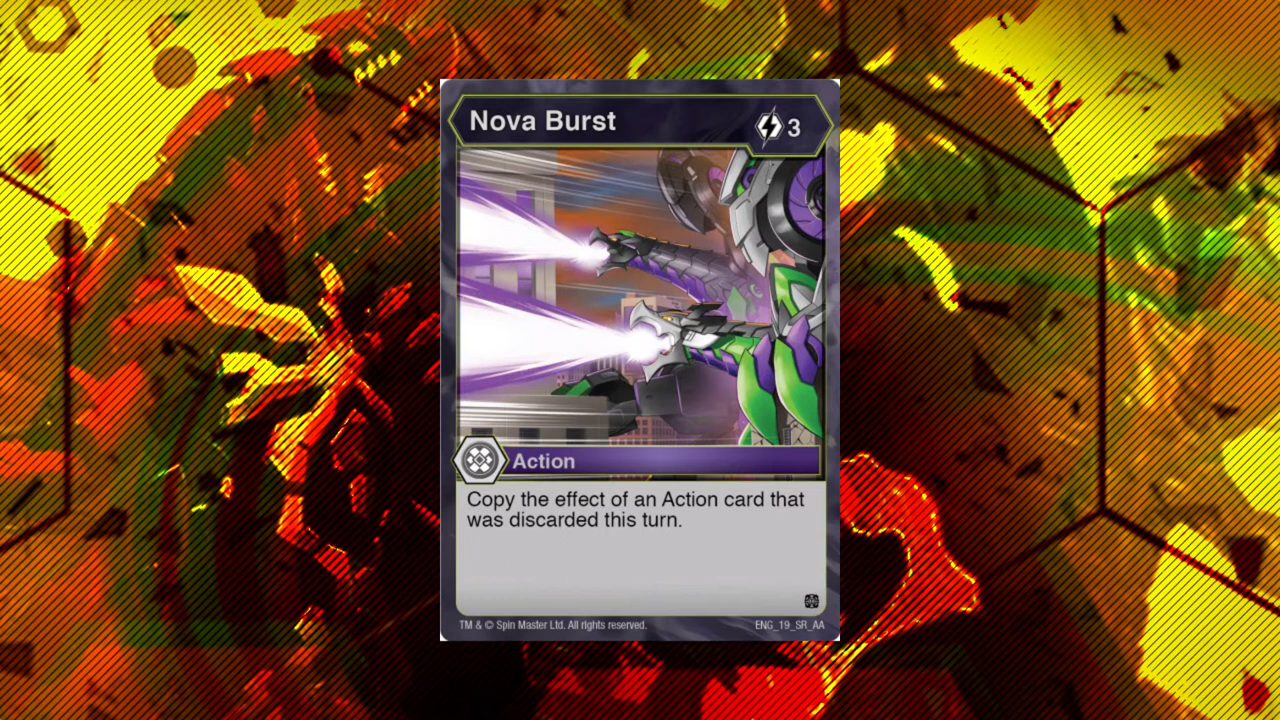 Nova Burst
3
Action
Copy the effect of an Action card that
was discarded this turn.
TM & © Spin Master Ltd. All rights reserved.
ENG_19_SR_AA